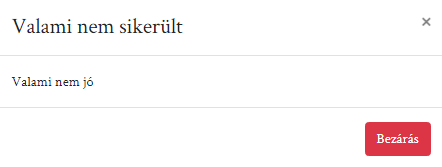 Valami nem sikerült
×
Valami nem jó
Bezárás